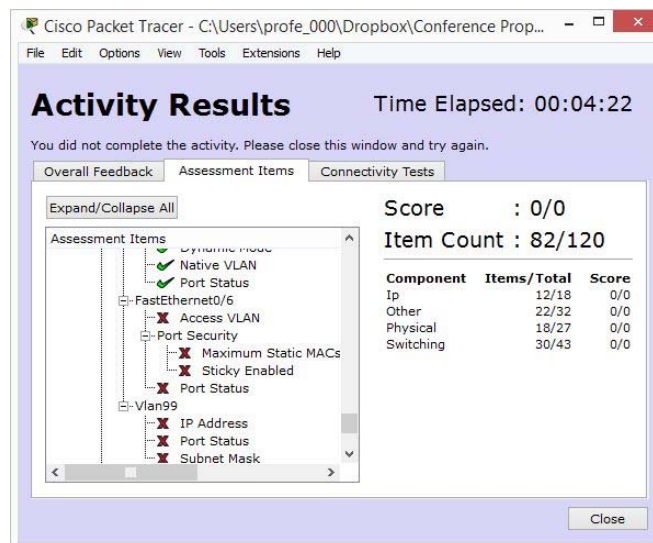 Cisco Packet Tracer - C:\Users\profe_000\Dropbox\Conference Prop...
File Edit Options View Tools Extensions Help
Activity Results
Time Elapsed: 00:04:22
You did not complete the activity. Please close this window and try again.
Overall Feedback Assessment Items Connectivity Tests
Expand/Collapse All
Assessment Items
Dynamic Mode
Native VLAN
Port Status
FastEthernet0/6
Access VLAN
Port Security
Maximum Static MACs
Sticky Enabled
Port Status
Vlan99
IP Address
Port Status
Subnet Mask
Score : 0/0
Item Count : 82/120
Component Items/Total Score
Ip 12/18 0/0
Other 22/32 0/0
Physical 18/27 0/0
Switching 30/43 0/0
Close